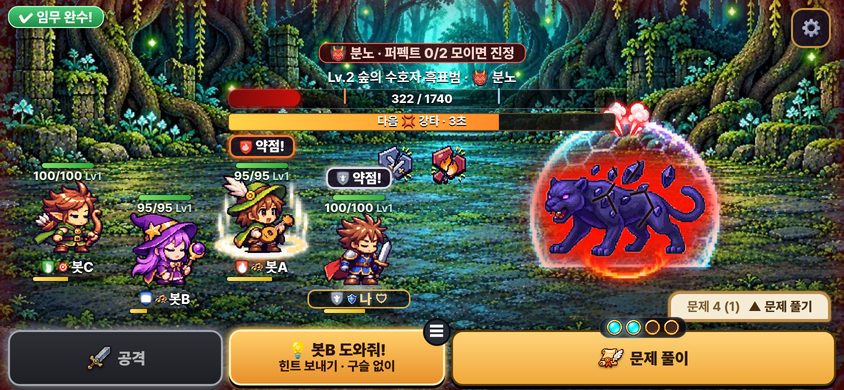 임무 완수!
분노 · 퍼펙트 0/2 모이면 진정
Lv.2 숲의 수호자 흑표범 · 분노
322 / 1740
다음 강타 · 3초
약점!
100/100 Lv1
95/95 Lv1
95/95 Lv1
약점!
100/100 Lv1
봇C
봇B
봇A
나
문제 4 (1) ▲ 문제 풀기
공격
봇B 도와줘!
힌트 보내기 · 구슬 없이
문제 풀이